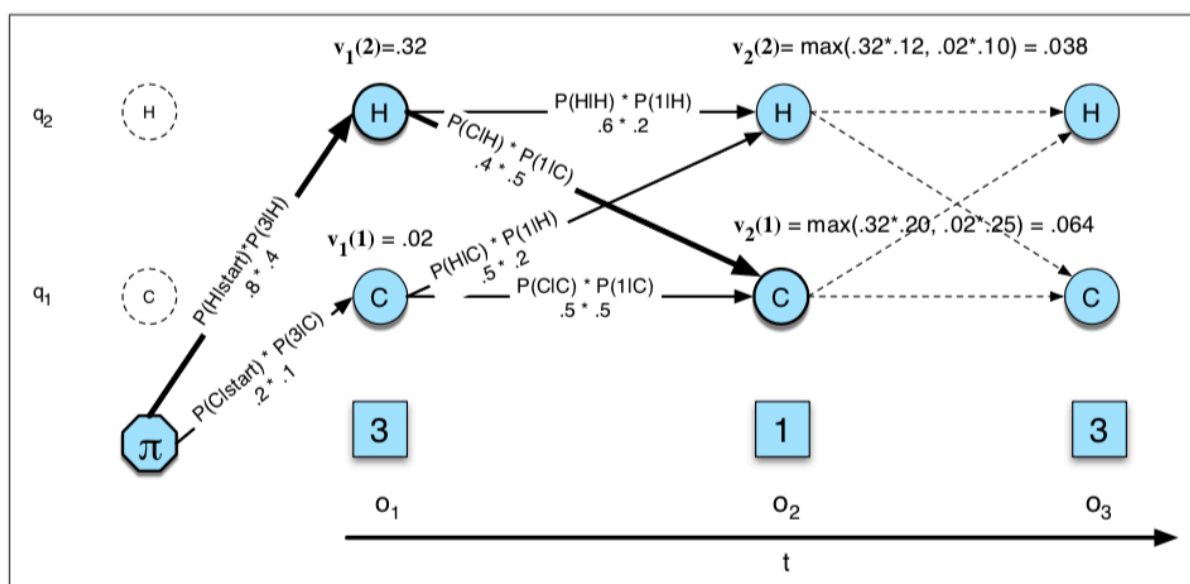 v₁(2)=.32
v₂(2)= max(.32*.12, .02*.10) = .038
q₂
H
H
P(H|H) * P(1|H)
.6 * .2
H
H
P(C|H) * P(1|C)
.4 * .5
P(H|start)*P(3|H)
.8 * .4
v₁(1) = .02
P(H|C) * P(1|H)
.5 * .2
v₂(1) = max(.32*.20, .02*.25) = .064
q₁
C
C
P(C|C) * P(1|C)
.5 * .5
C
C
P(C|start) * P(3|C)
.2 * .1
π
3
1
3
o₁
o₂
o₃
t